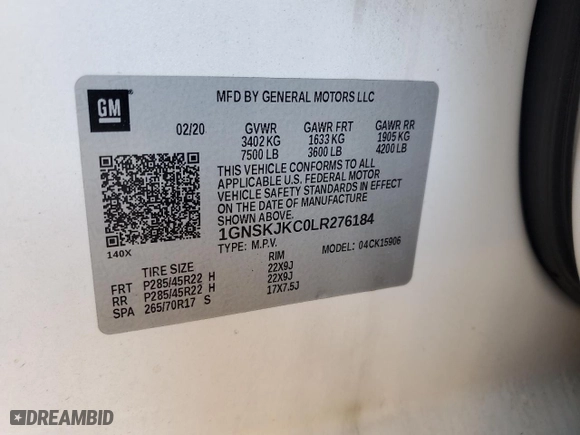 GM
MFD BY GENERAL MOTORS LLC
02/20 GVWR GAWR FRT GAWR RR
3402 KG 1633 KG 1905 KG
7500 LB 3600 LB 4200 LB
THIS VEHICLE CONFORMS TO ALL
APPLICABLE U.S. FEDERAL MOTOR
VEHICLE SAFETY STANDARDS IN EFFECT
ON THE DATE OF MANUFACTURE
SHOWN ABOVE.
1GNSKJKC0LR276184
TYPE: M.P.V. MODEL: 04CK15906
140X
TIRE SIZE RIM
FRT P285/45R22 H 22X9J
RR P285/45R22 H 22X9J
SPA 265/70R17 S 17X7.5J
DREAMBID